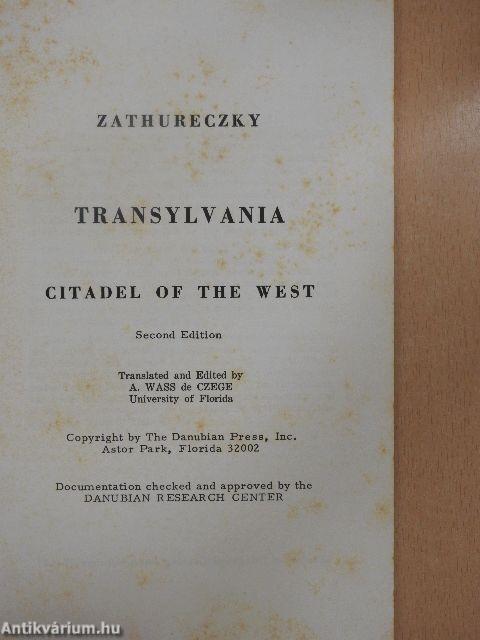 ZATHURECZKY
TRANSYLVANIA
CITADEL OF THE WEST
Second Edition
Translated and Edited by
A. WASS de CZEGE
University of Florida
Copyright by The Danubian Press, Inc.
Astor Park, Florida 32002
Documentation checked and approved by the
DANUBIAN RESEARCH CENTER
Antikvárium.hu